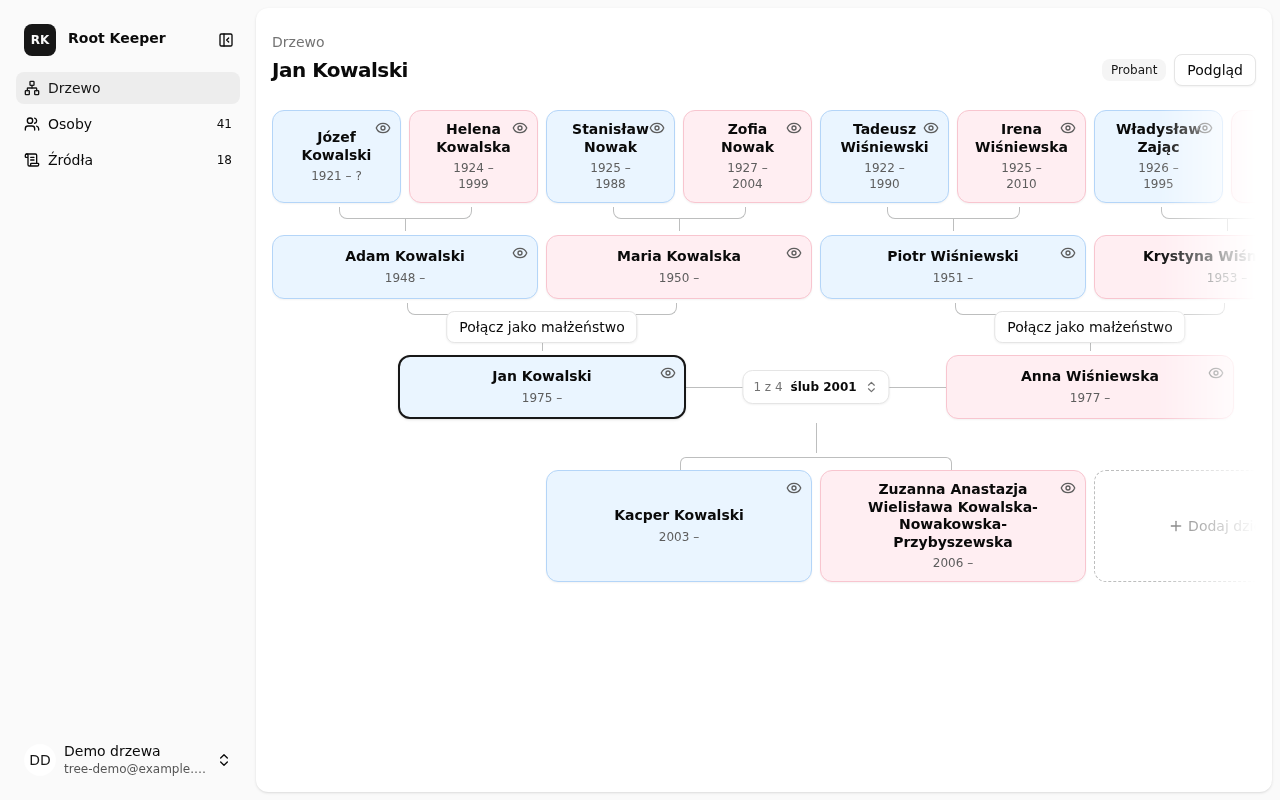 RK
Root Keeper
Drzewo
Osoby 41
Źródła 18
Drzewo
Jan Kowalski
Probant
Podgląd
Józef
Kowalski
1921 – ?
Helena
Kowalska
1924 –
1999
Stanisław
Nowak
1925 –
1988
Zofia
Nowak
1927 –
2004
Tadeusz
Wiśniewski
1922 –
1990
Irena
Wiśniewska
1925 –
2010
Władysław
Zając
1926 –
1995
Adam Kowalski
1948 –
Maria Kowalska
1950 –
Piotr Wiśniewski
1951 –
Krystyna
1953 –
Połącz jako małżeństwo
Połącz jako małżeństwo
Jan Kowalski
1975 –
1 z 4 ślub 2001
Anna Wiśniewska
1977 –
Kacper Kowalski
2003 –
Zuzanna Anastazja
Wielisława Kowalska-
Nowakowska-
Przybyszewska
2006 –
+ Dodaj
DD
Demo drzewa
tree-demo@example....